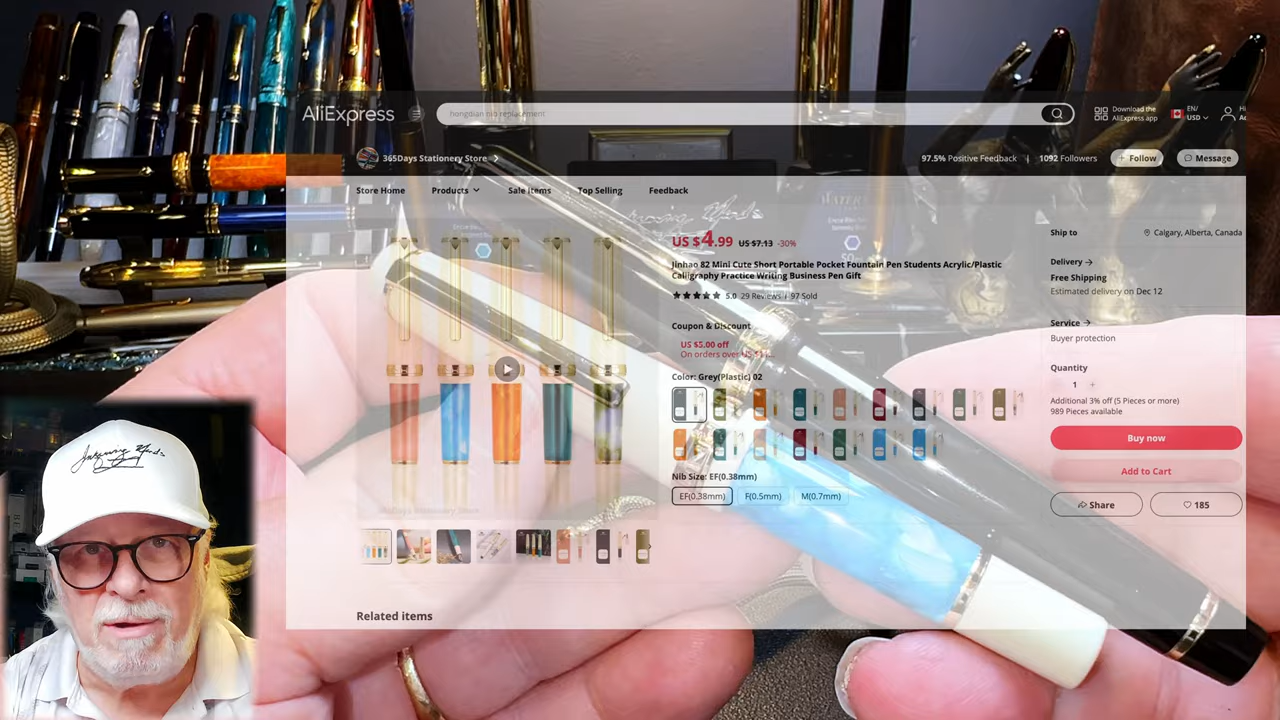 AliExpress
hongdian nib replacement
Download the
AliExpress app
EN/
USD
365Days Stationery Store
97.5% Positive Feedback | 1092 Followers
+ Follow
Message
Store Home
Products
Sale items
Top Selling
Feedback
US $4.99 US $7.13 -30%
Jinhao 82 Mini Cute Short Portable Pocket Fountain Pen Students Acrylic/Plastic
Calligraphy Practice Writing Business Pen Gift
5.0 29 Reviews | 97 Sold
Coupon & Discount
US $5.00 off
On orders over
Color: Grey(Plastic) 02
Nib Size: EF(0.38mm)
EF(0.38mm)
F(0.5mm)
M(0.7mm)
Ship to
Calgary, Alberta, Canada
Delivery
Free Shipping
Estimated delivery on Dec 12
Service
Buyer protection
Quantity
1 +
Additional 3% off (5 Pieces or more)
989 Pieces available
Buy now
Add to Cart
Share
185
Related items